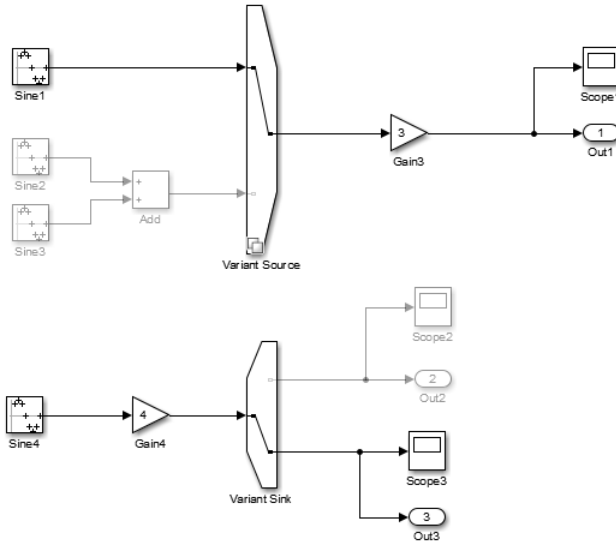 Sine1
Scope1
3
1
Gain3
Out1
Sine2
+
+
Add
Sine3
Variant Source
Scope2
2
Out2
4
Sine4
Gain4
Scope3
Variant Sink
3
Out3